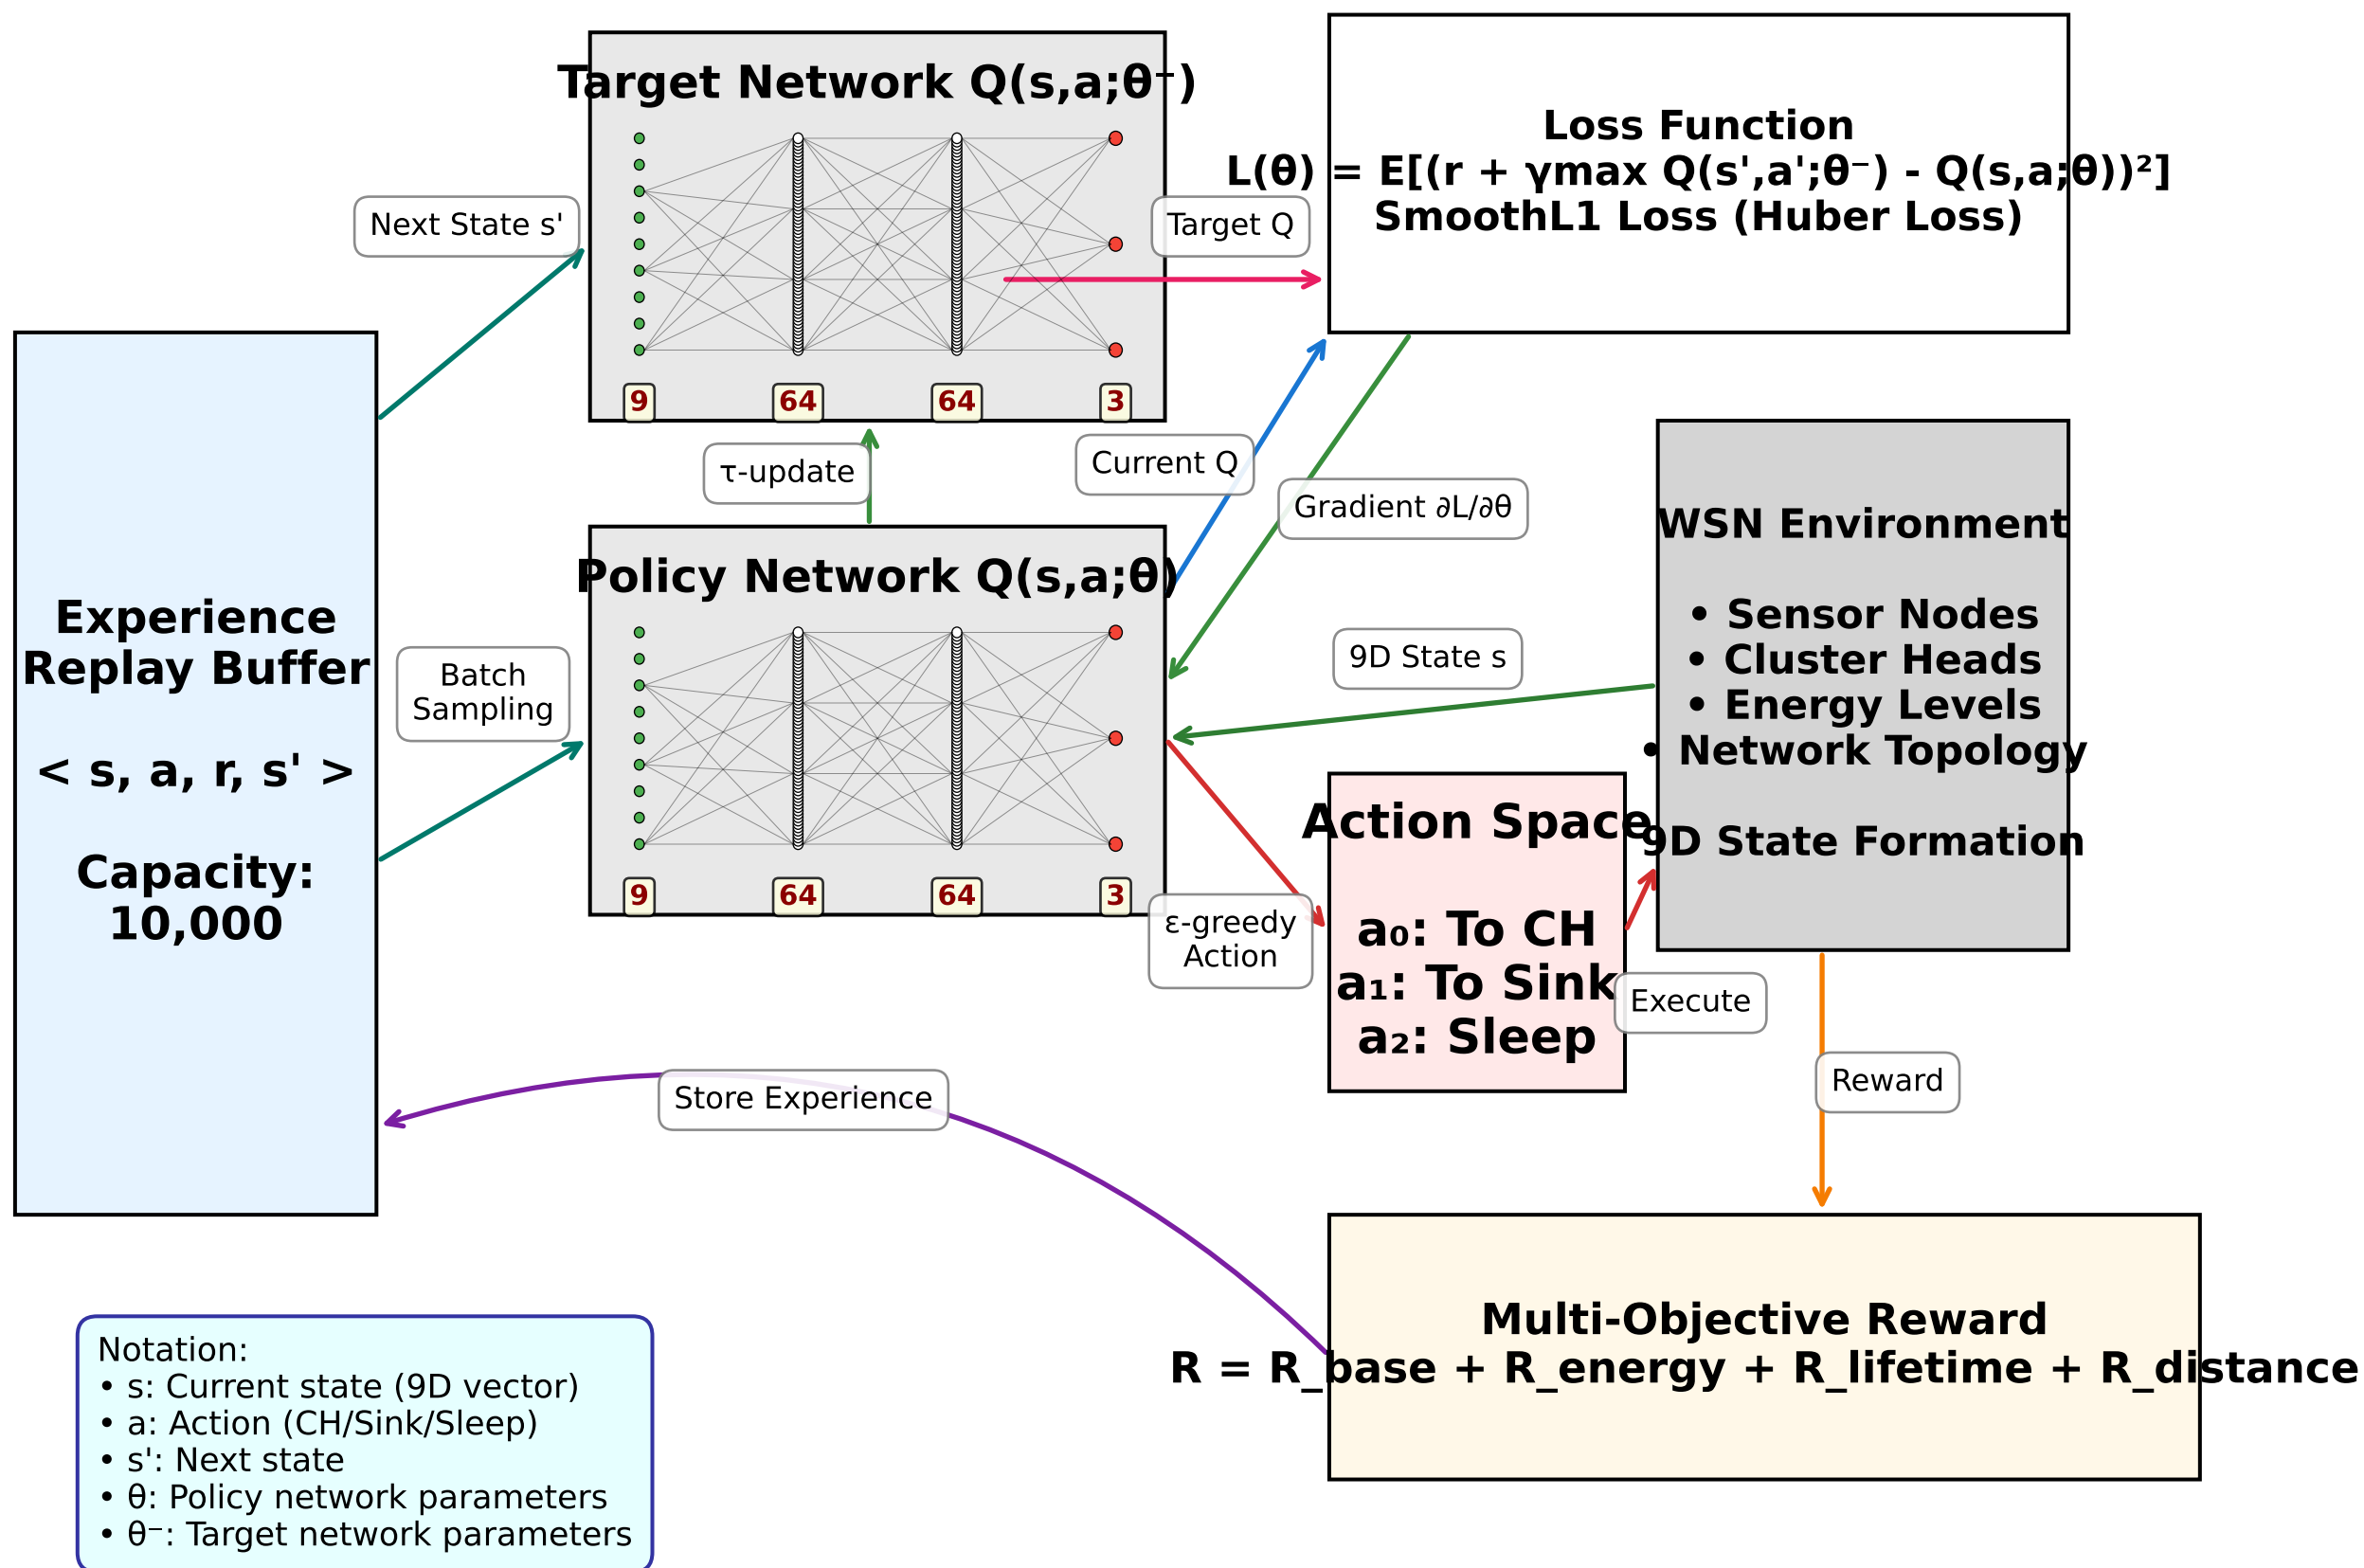 Target Network Q(s,a;θ⁻)
9
64
64
3
Next State s'
Target Q
Loss Function
L(θ) = E[(r + γmax Q(s',a';θ⁻) - Q(s,a;θ))²]
SmoothL1 Loss (Huber Loss)
τ-update
Current Q
Gradient ∂L/∂θ
Experience
Replay Buffer
< s, a, r, s' >
Capacity:
10,000
Batch
Sampling
Policy Network Q(s,a;θ)
9
64
64
3
9D State s
WSN Environment
• Sensor Nodes
• Cluster Heads
• Energy Levels
• Network Topology
9D State Formation
ε-greedy
Action
Action Space
a₀: To CH
a₁: To Sink
a₂: Sleep
Execute
Reward
Store Experience
Multi-Objective Reward
R = R_base + R_energy + R_lifetime + R_distance
Notation:
• s: Current state (9D vector)
• a: Action (CH/Sink/Sleep)
• s': Next state
• θ: Policy network parameters
• θ⁻: Target network parameters